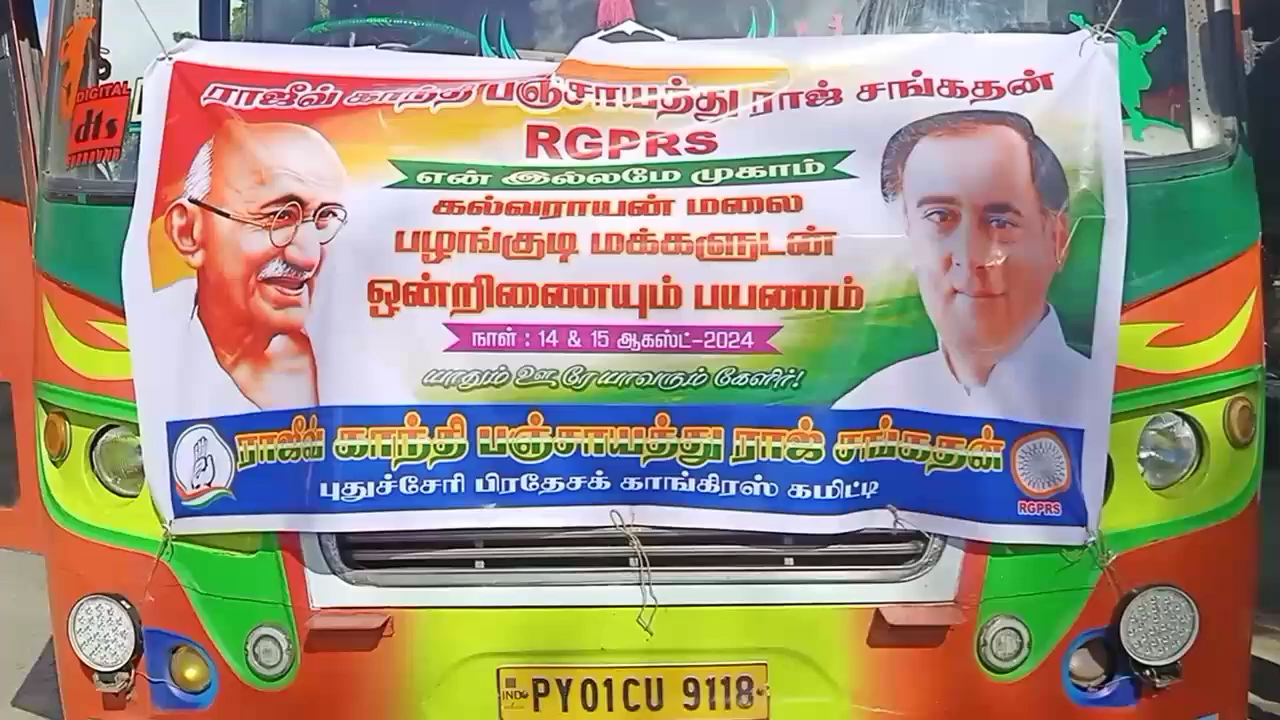 ராஜீவ் காந்தி பஞ்சாயத்து ராஜ் சங்கதன்
RGPRS
என் இல்லமே முகாம்
கல்வராயன் மலை
பழங்குடி மக்களுடன்
ஒன்றிணையும் பயணம்
நாள் : 14 & 15 ஆகஸ்ட்-2024
யாதும் ஊரே யாவரும் கேளிர்!
ராஜீவ் காந்தி பஞ்சாயத்து ராஜ் சங்கதன்
புதுச்சேரி பிரதேசக் காங்கிரஸ் கமிட்டி
RGPRS
DIGITAL
dts
IND
PY01CU 9118